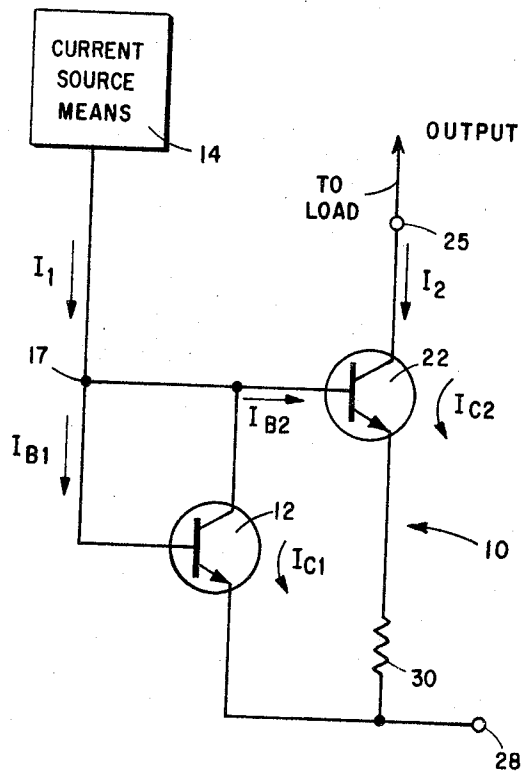 CURRENT
SOURCE
MEANS
14
OUTPUT
TO
LOAD
25
I1
I2
17
22
IB2
IC2
IB1
12
IC1
10
30
28